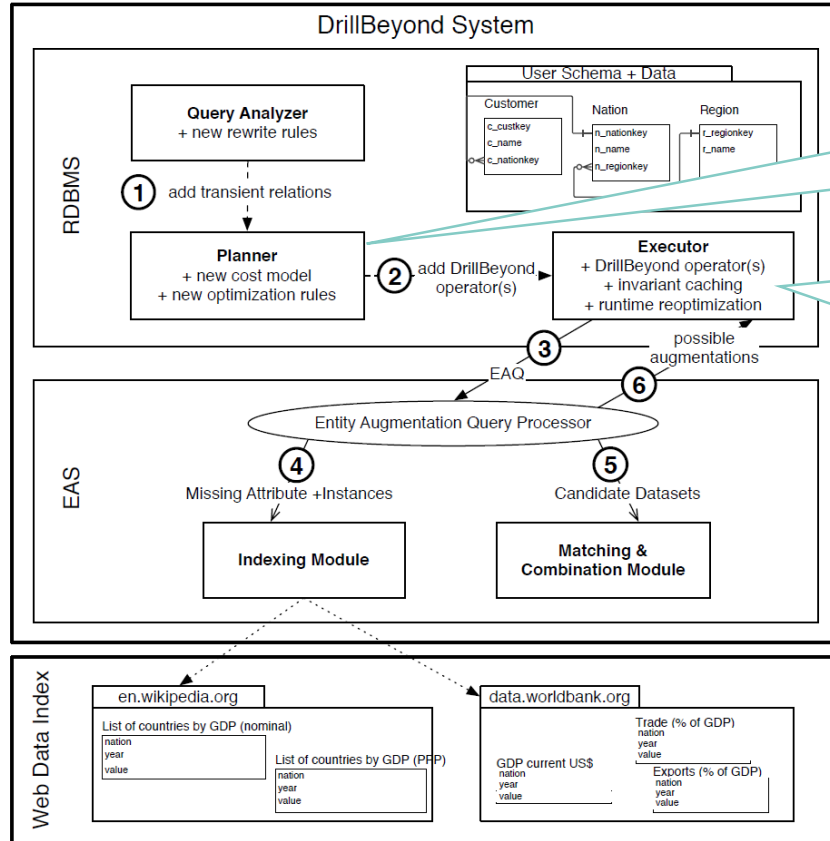 DrillBeyond System
RDBMS
Query Analyzer
+ new rewrite rules
User Schema + Data
Customer
c_custkey
c_name
c_nationkey
Nation
n_nationkey
n_name
n_regionkey
Region
r_regionkey
r_name
1
add transient relations
Planner
+ new cost model
+ new optimization rules
2
add DrillBeyond
operator(s)
Executor
+ DrillBeyond operator(s)
+ invariant caching
+ runtime reoptimization
3
EAQ
6
possible
augmentations
EAS
Entity Augmentation Query Processor
4
Missing Attribute +Instances
5
Candidate Datasets
Indexing Module
Matching &
Combination Module
Web Data Index
en.wikipedia.org
List of countries by GDP (nominal)
nation
year
value
List of countries by GDP (PPP)
nation
year
value
data.worldbank.org
Trade (% of GDP)
nation
year
value
GDP current US$
nation
year
value
Exports (% of GDP)
nation
year
value